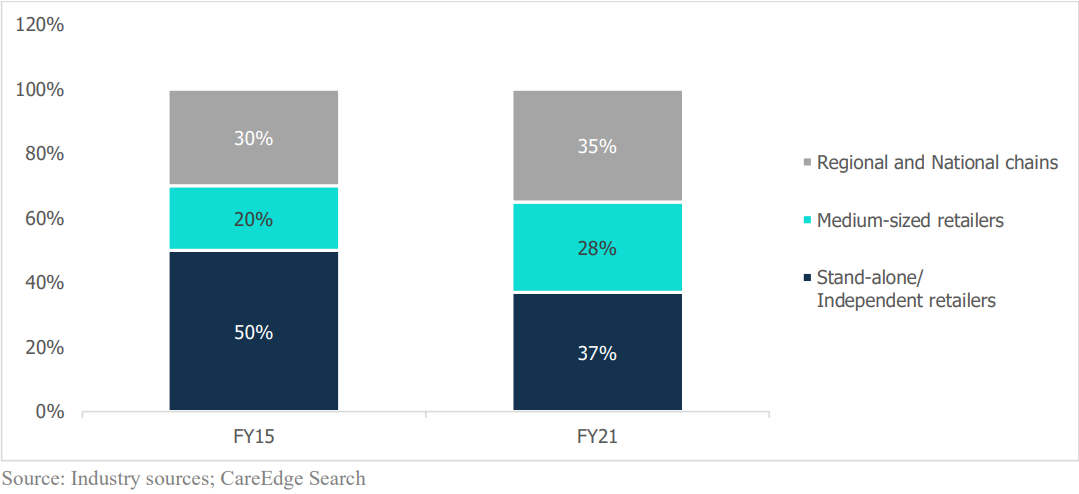 120%
100%
80%
60%
40%
20%
0%
30%
20%
50%
35%
28%
37%
FY15
FY21
Regional and National chains
Medium-sized retailers
Stand-alone/
Independent retailers
Source: Industry sources; CareEdge Search